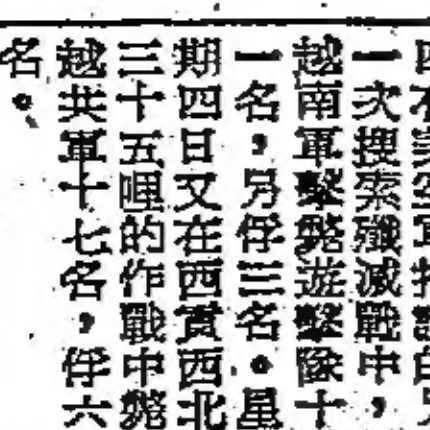 一次搜索殲滅戰中，
越南軍擊斃遊擊隊十
一名，另俘三名。星
期四日又在西貢西北
三十五哩的作戰中斃
越共軍十七名，俘六
名。